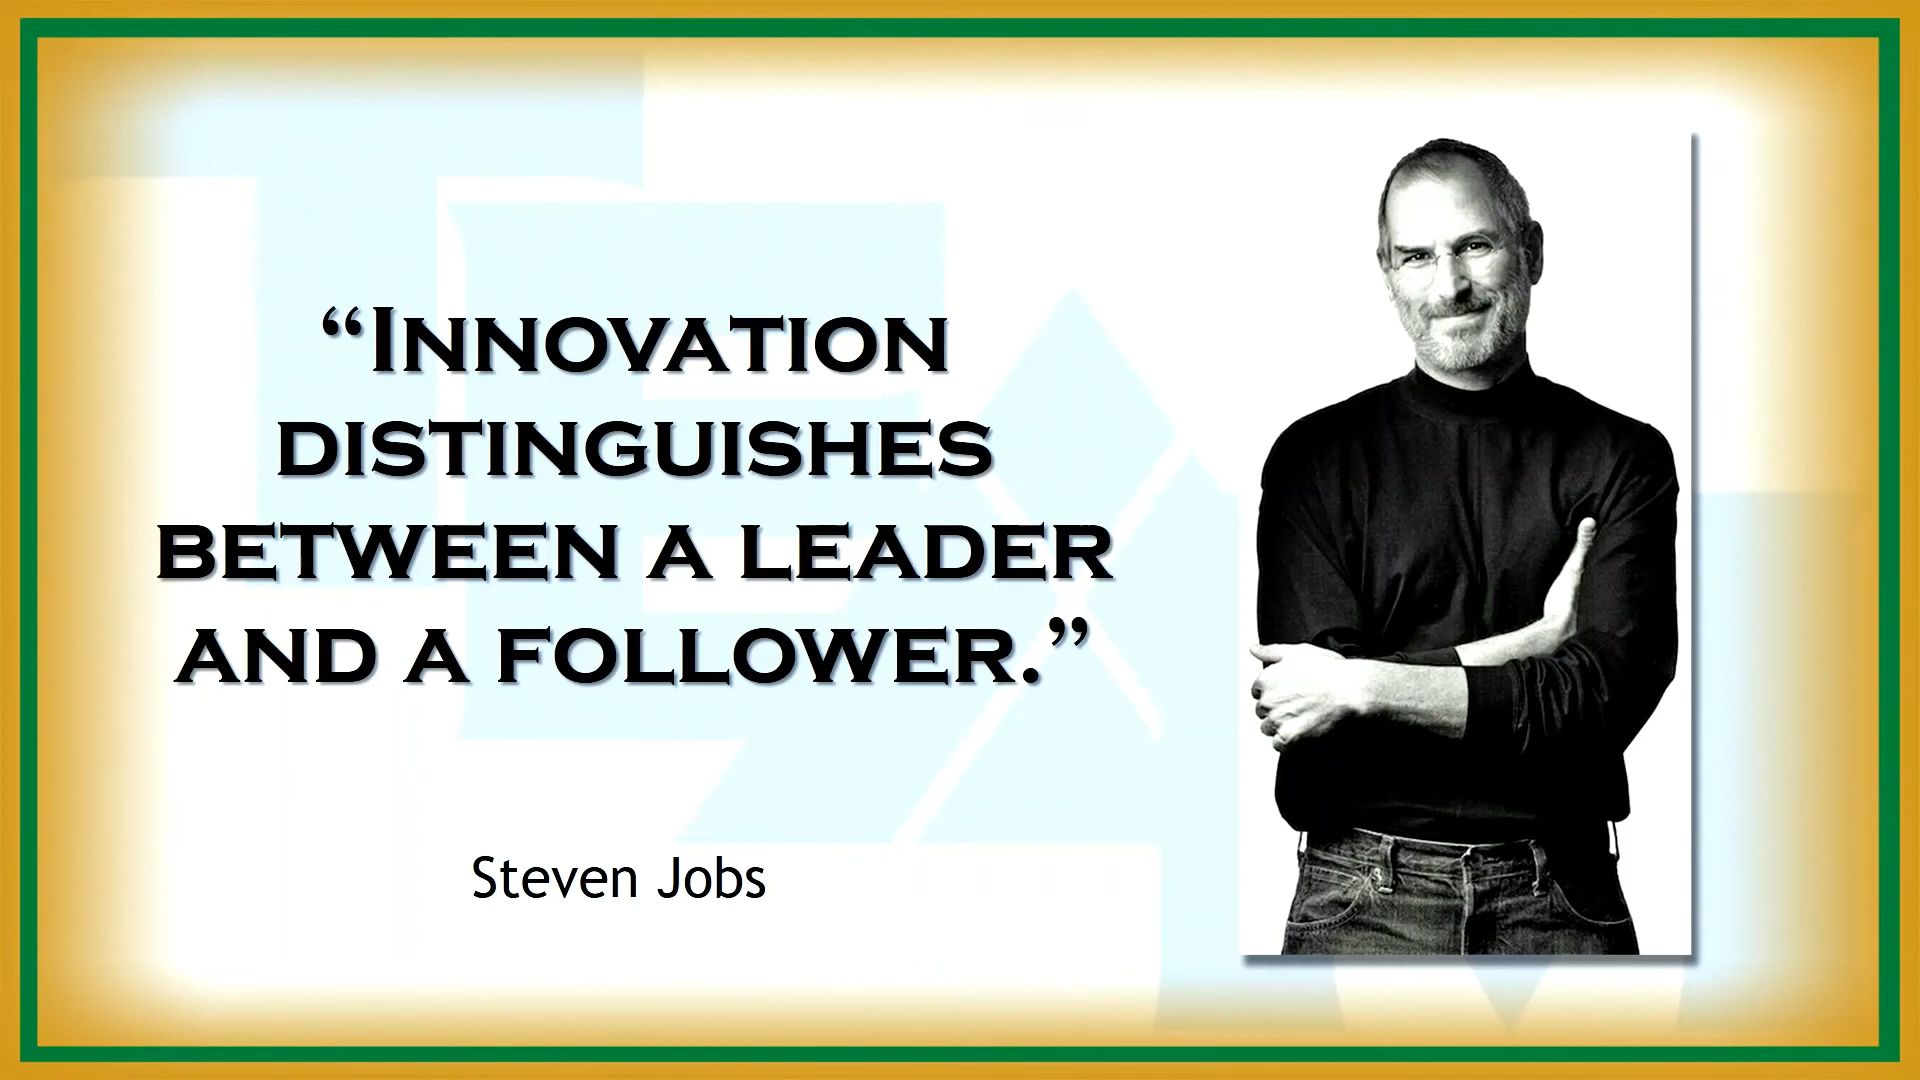 “Innovation
distinguishes
between a leader
and a follower.”
Steven Jobs